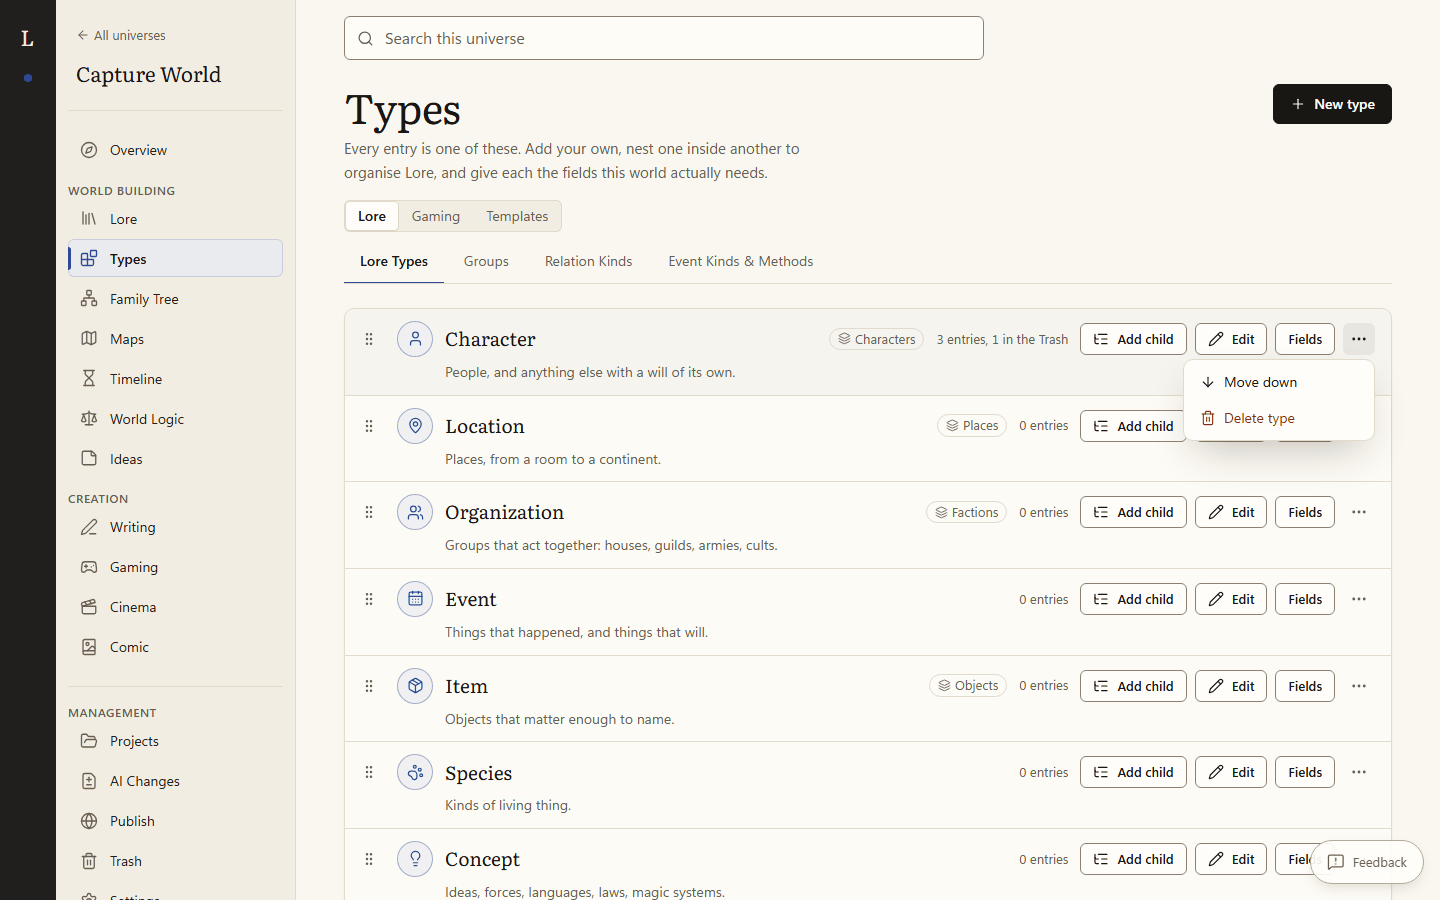 L
All universes
Capture World
Overview
WORLD BUILDING
Lore
Types
Family Tree
Maps
Timeline
World Logic
Ideas
CREATION
Writing
Gaming
Cinema
Comic
MANAGEMENT
Projects
AI Changes
Publish
Trash
Settings
Search this universe
Types
New type
Every entry is one of these. Add your own, nest one inside another to
organise Lore, and give each the fields this world actually needs.
Lore Gaming Templates
Lore Types Groups Relation Kinds Event Kinds & Methods
Character Characters 3 entries, 1 in the Trash Add child Edit Fields
People, and anything else with a will of its own.
Move down
Delete type
Location Places 0 entries Add child
Places, from a room to a continent.
Organization Factions 0 entries Add child Edit Fields
Groups that act together: houses, guilds, armies, cults.
Event 0 entries Add child Edit Fields
Things that happened, and things that will.
Item Objects 0 entries Add child Edit Fields
Objects that matter enough to name.
Species 0 entries Add child Edit Fields
Kinds of living thing.
Concept 0 entries Add child Edit
Ideas, forces, languages, laws, magic systems.
Feedback